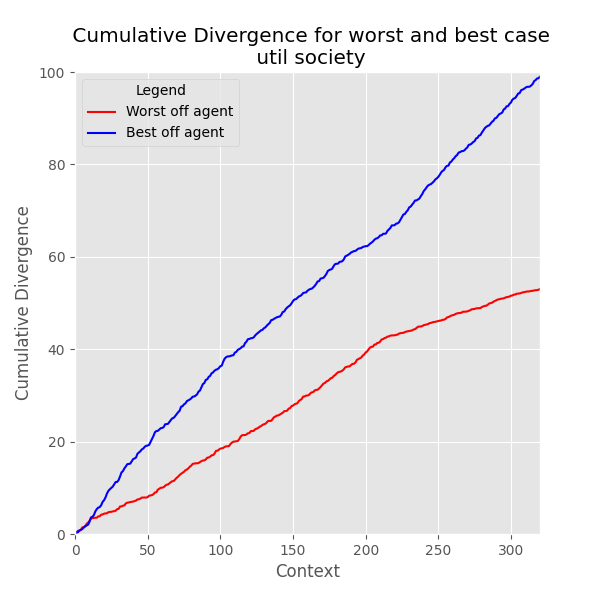 Cumulative Divergence for worst and best case
util society
Legend
Worst off agent
Best off agent
Cumulative Divergence
100
80
60
40
20
0
0 50 100 150 200 250 300
Context